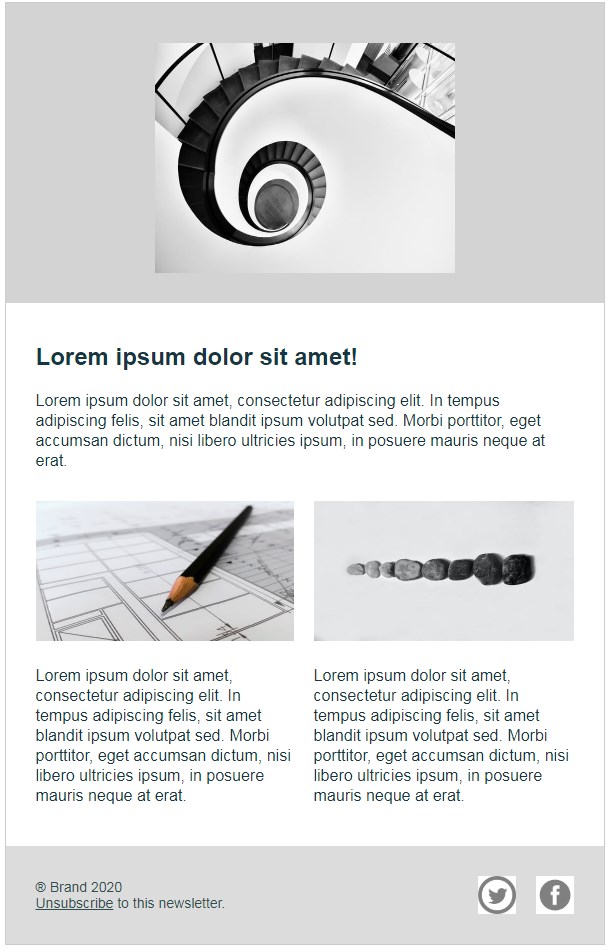 Lorem ipsum dolor sit amet!
Lorem ipsum dolor sit amet, consectetur adipiscing elit. In tempus
adipiscing felis, sit amet blandit ipsum volutpat sed. Morbi porttitor, eget
accumsan dictum, nisi libero ultricies ipsum, in posuere mauris neque at
erat.
Lorem ipsum dolor sit amet,
consectetur adipiscing elit. In
tempus adipiscing felis, sit amet
blandit ipsum volutpat sed. Morbi
porttitor, eget accumsan dictum, nisi
libero ultricies ipsum, in posuere
mauris neque at erat.
Lorem ipsum dolor sit amet,
consectetur adipiscing elit. In
tempus adipiscing felis, sit amet
blandit ipsum volutpat sed. Morbi
porttitor, eget accumsan dictum, nisi
libero ultricies ipsum, in posuere
mauris neque at erat.
® Brand 2020
Unsubscribe to this newsletter.